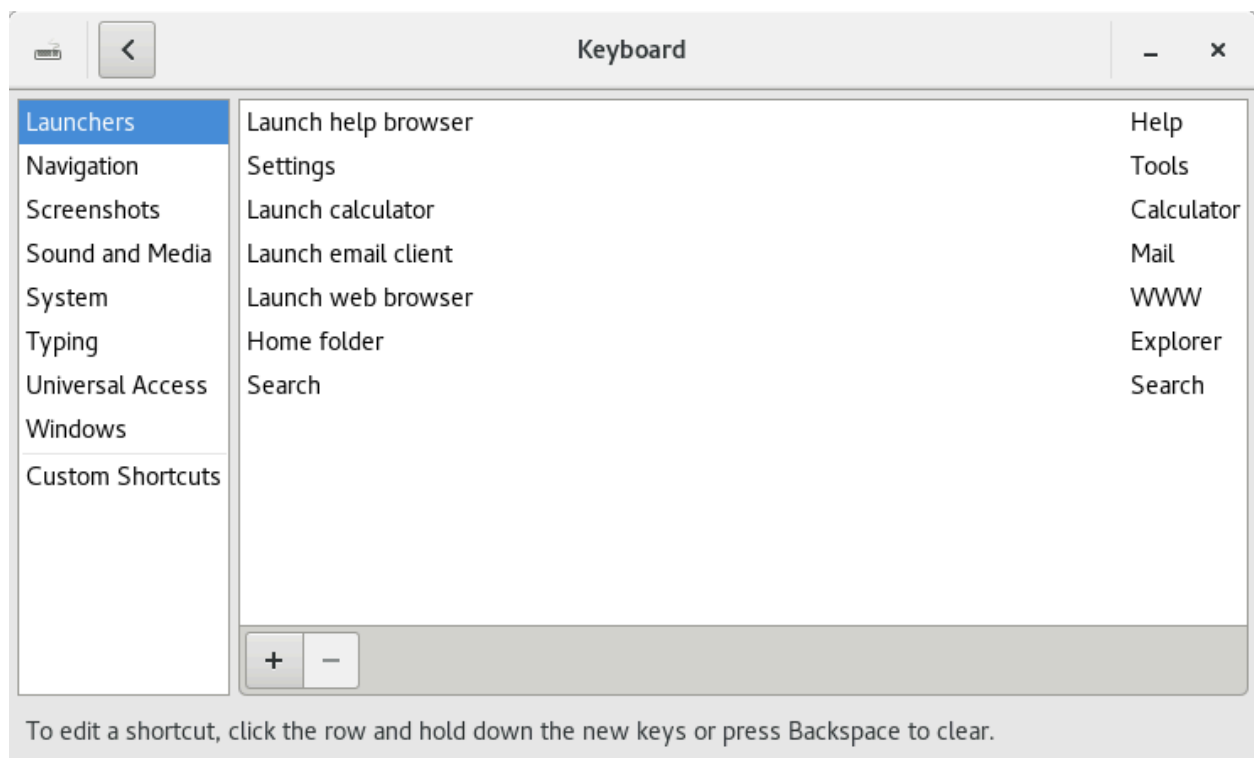 Keyboard
Launchers
Navigation
Screenshots
Sound and Media
System
Typing
Universal Access
Windows
Custom Shortcuts
Launch help browser Help
Settings Tools
Launch calculator Calculator
Launch email client Mail
Launch web browser WWW
Home folder Explorer
Search Search
To edit a shortcut, click the row and hold down the new keys or press Backspace to clear.